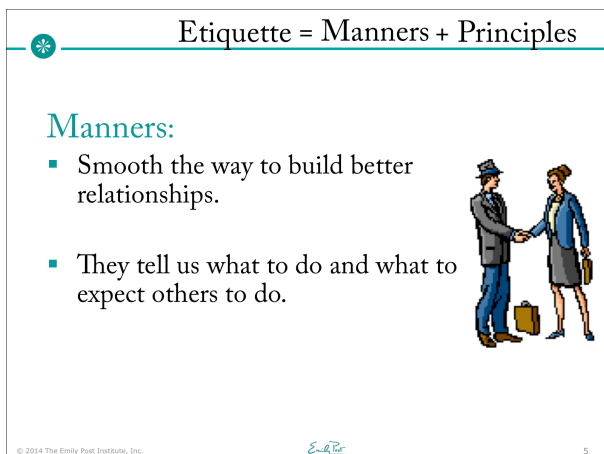 Etiquette = Manners + Principles
Manners:
▪ Smooth the way to build better
relationships.
▪ They tell us what to do and what to
expect others to do.
© 2014 The Emily Post Institute, Inc.
Emily Post
5